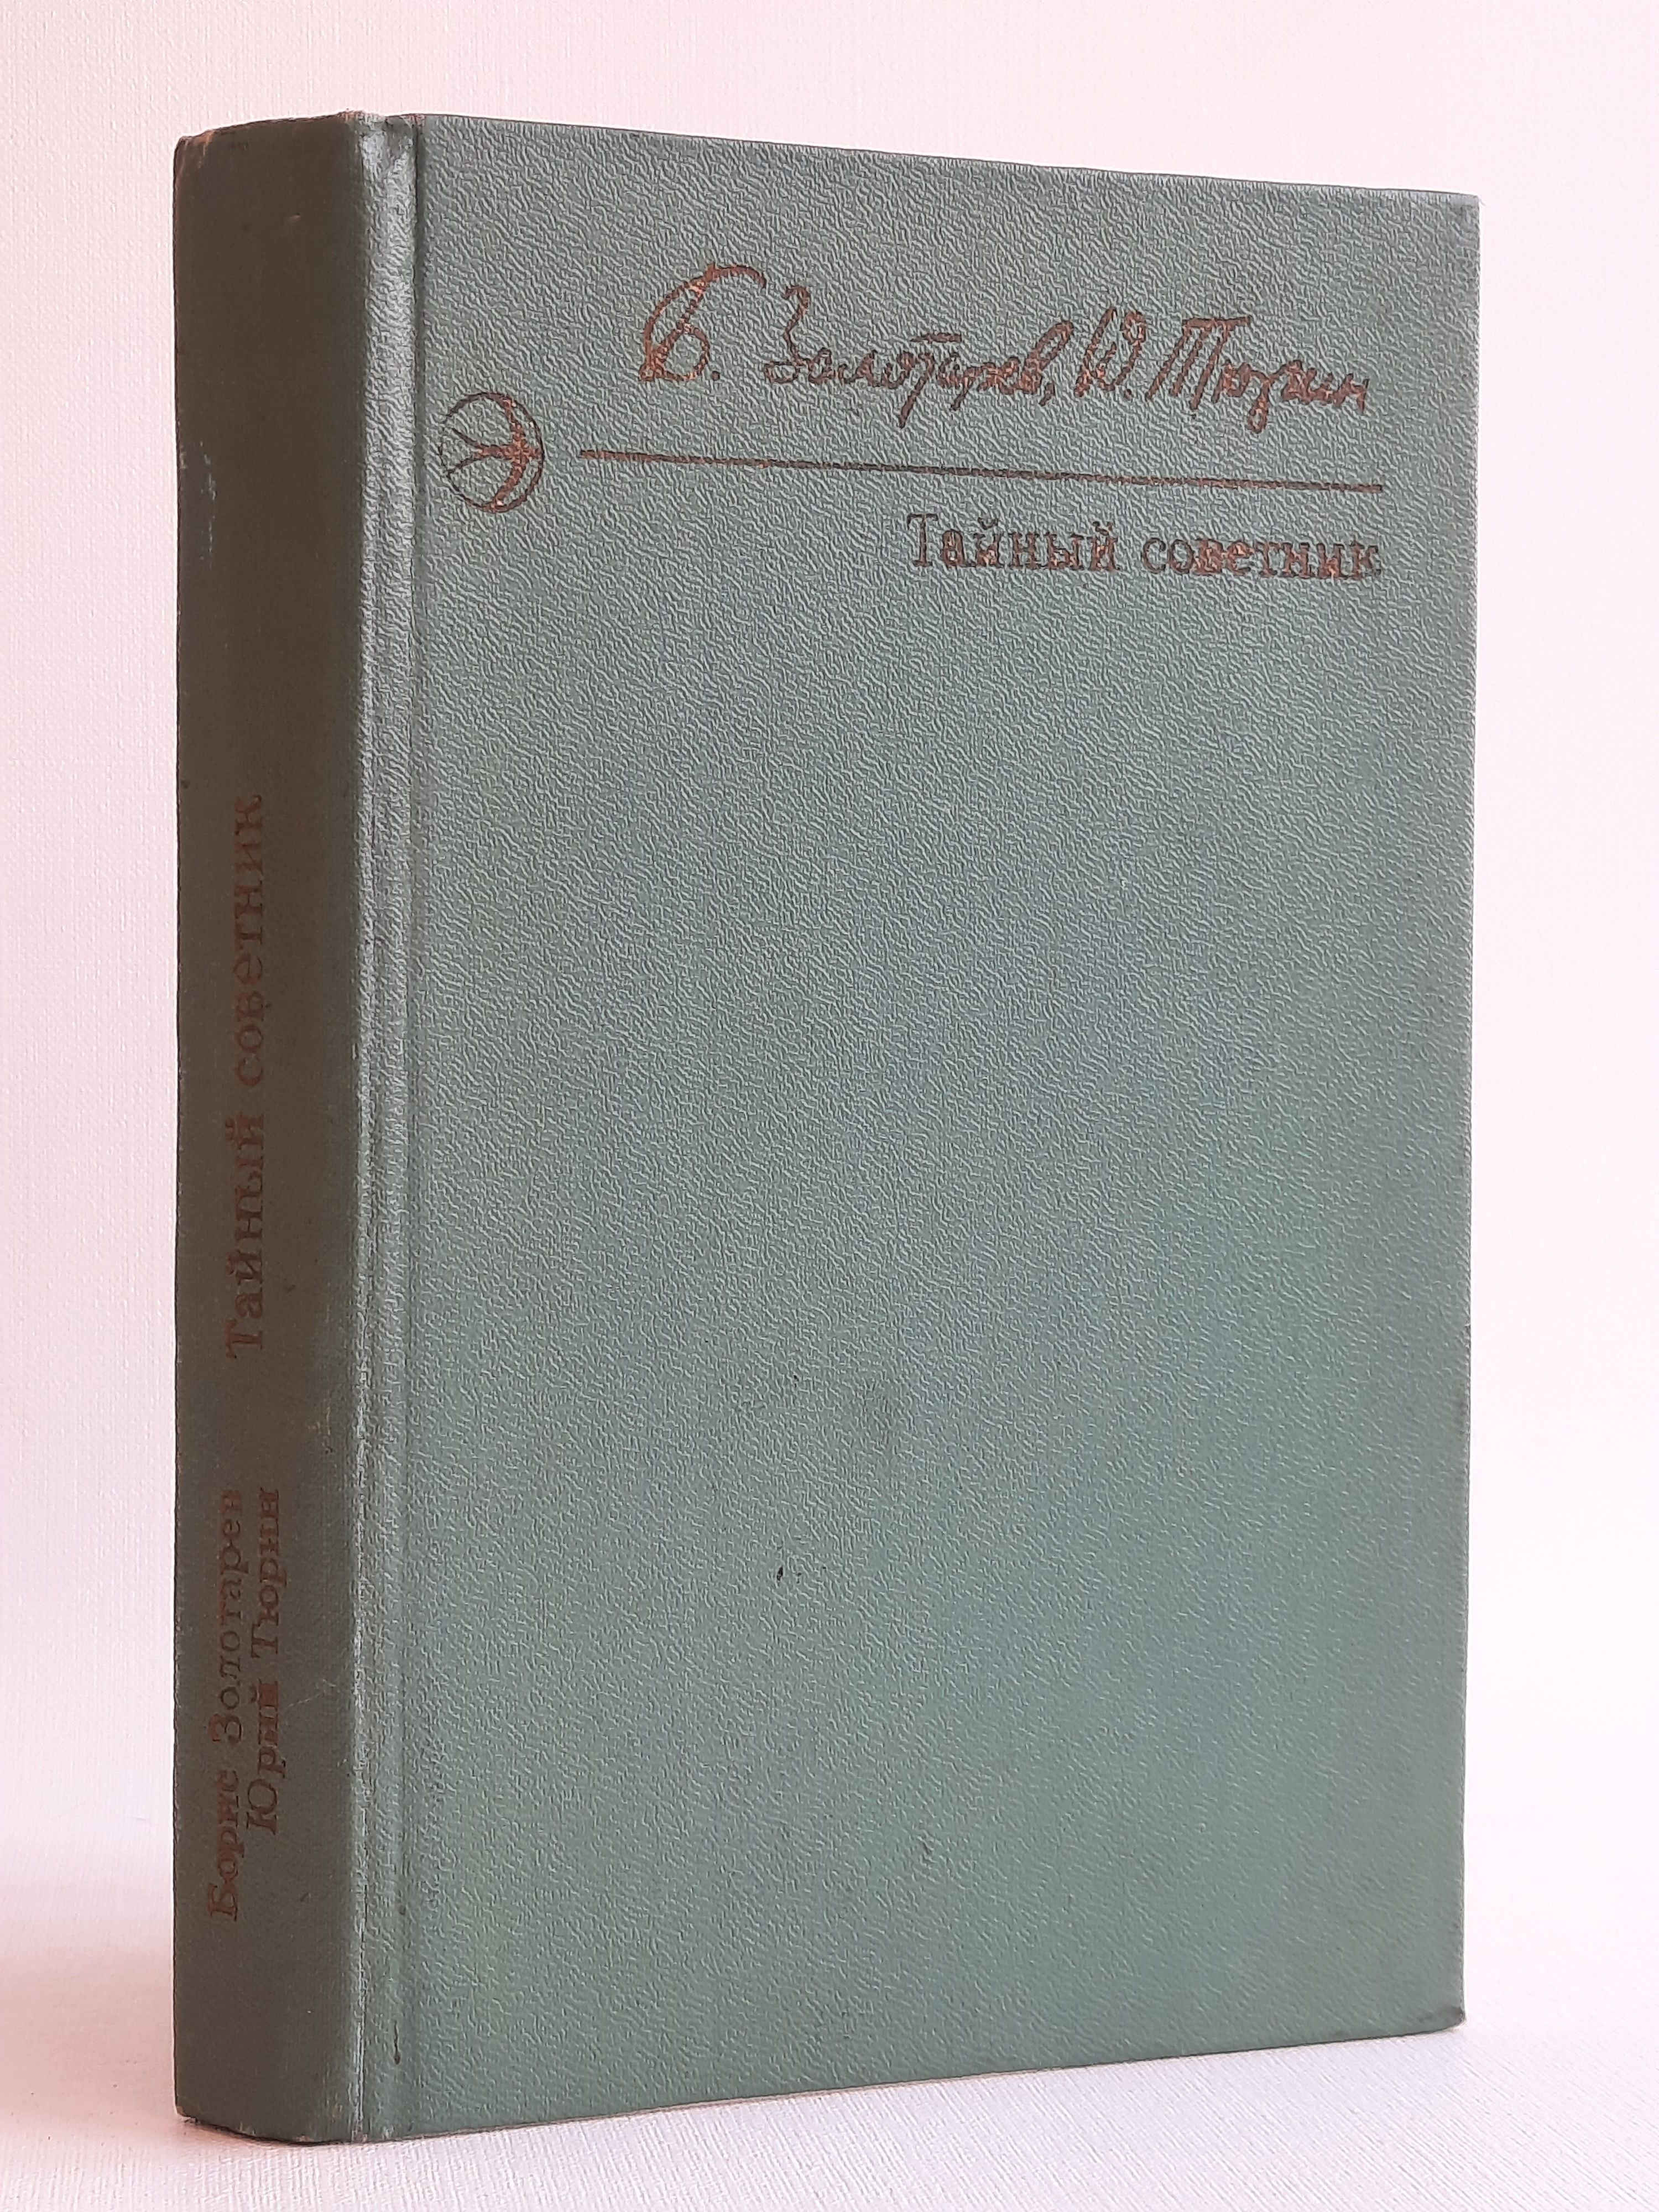 Б. Золотарев, Ю. Тюрин
Тайный советник
Борис Золотарев
Юрий Тюрин
Тайный советник